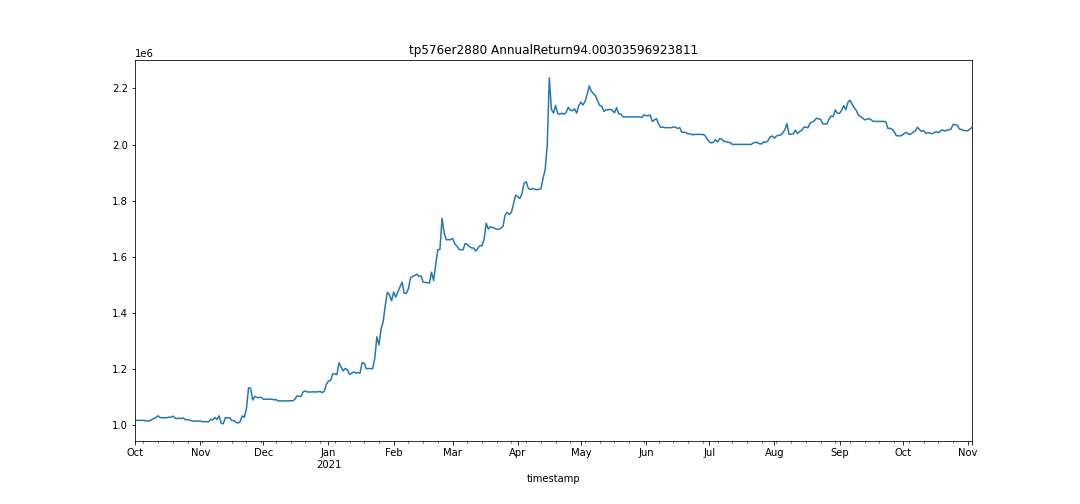 tp576er2880 AnnualReturn94.00303596923811
1e6
2.2
2.0
1.8
1.6
1.4
1.2
1.0
Oct Nov Dec Jan Feb Mar Apr May Jun Jul Aug Sep Oct Nov
2021
timestamp